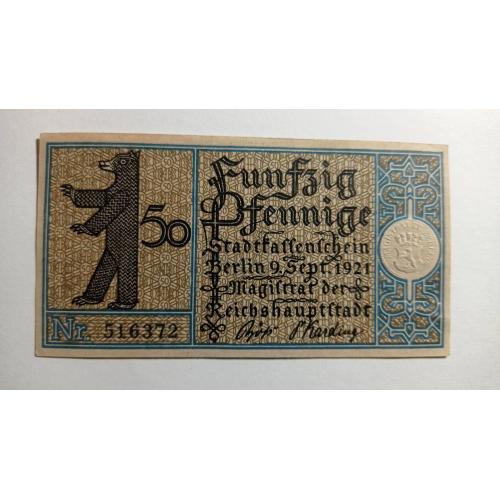 50
Funfzig
Pfennige
Stadtkassenschein
Berlin 9. Sept. 1921
Magistrat der
Reichshauptstadt
Nr. 516372